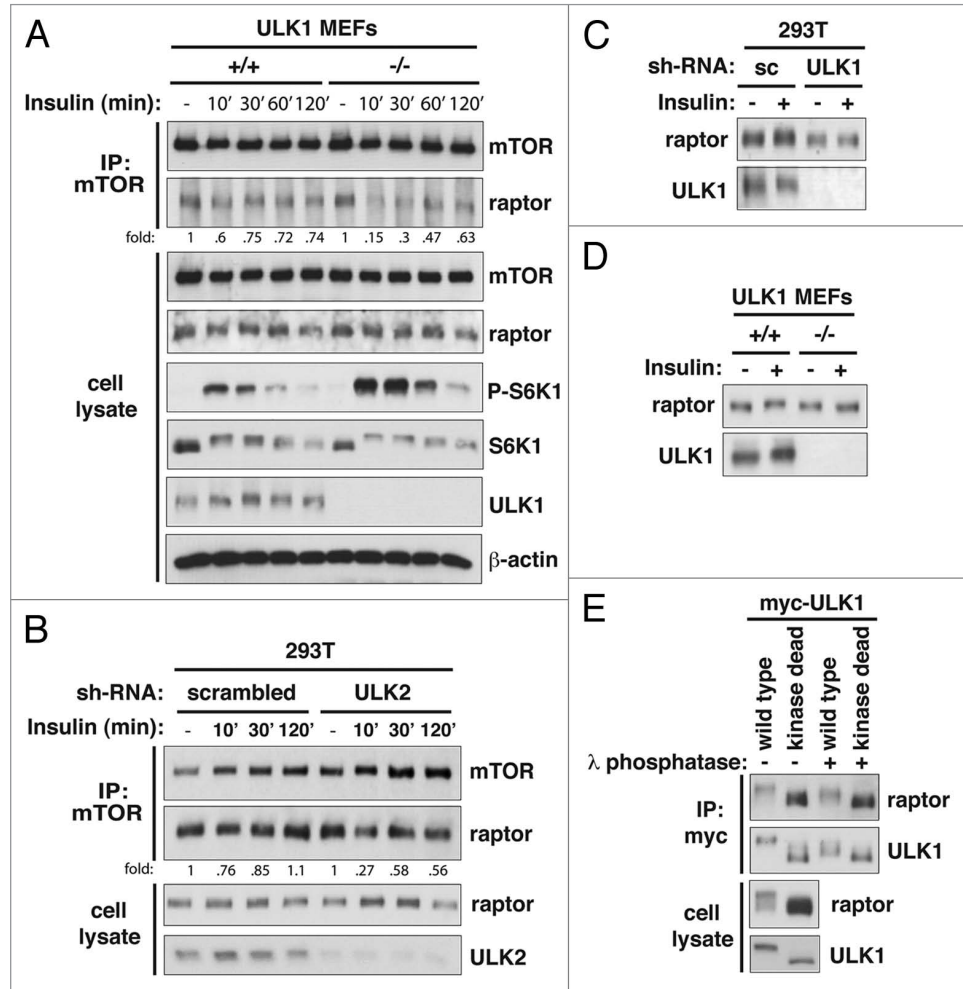 A
ULK1 MEFs
+/+ -/-
Insulin (min): - 10' 30' 60' 120' - 10' 30' 60' 120'
IP: mTOR
mTOR
raptor
fold: 1 .6 .75 .72 .74 1 .15 .3 .47 .63
cell lysate
mTOR
raptor
P-S6K1
S6K1
ULK1
β-actin
B
293T
sh-RNA: scrambled ULK2
Insulin (min): - 10' 30' 120' - 10' 30' 120'
IP: mTOR
mTOR
raptor
fold: 1 .76 .85 1.1 1 .27 .58 .56
cell lysate
raptor
ULK2
C
293T
sh-RNA: sc ULK1
Insulin: - + - +
raptor
ULK1
D
ULK1 MEFs
+/+ -/-
Insulin: - + - +
raptor
ULK1
E
myc-ULK1
wild type kinase dead wild type kinase dead
λ phosphatase: - - + +
IP: myc
raptor
ULK1
cell lysate
raptor
ULK1